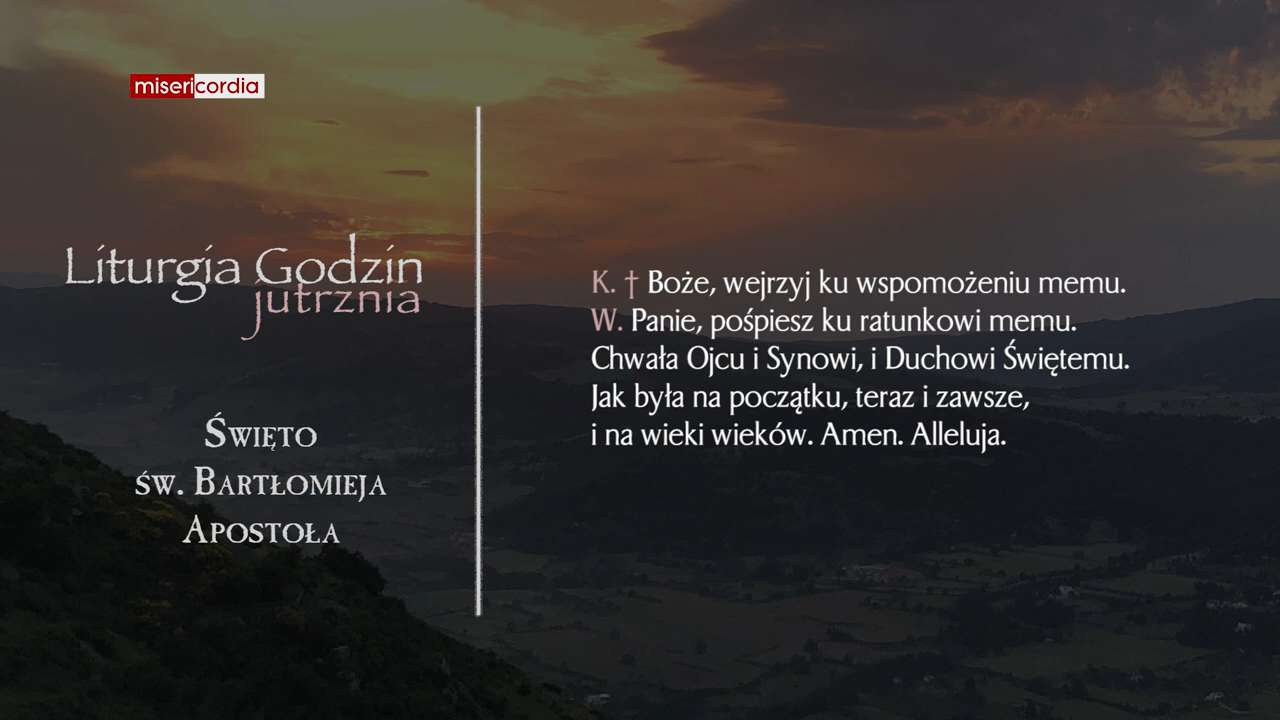 misericordia
Liturgia Godzin
jutrznia
Święto
św. Bartłomieja
Apostoła
K. † Boże, wejrzyj ku wspomożeniu memu.
W. Panie, pośpiesz ku ratunkowi memu.
Chwała Ojcu i Synowi, i Duchowi Świętemu.
Jak była na początku, teraz i zawsze,
i na wieki wieków. Amen. Alleluja.